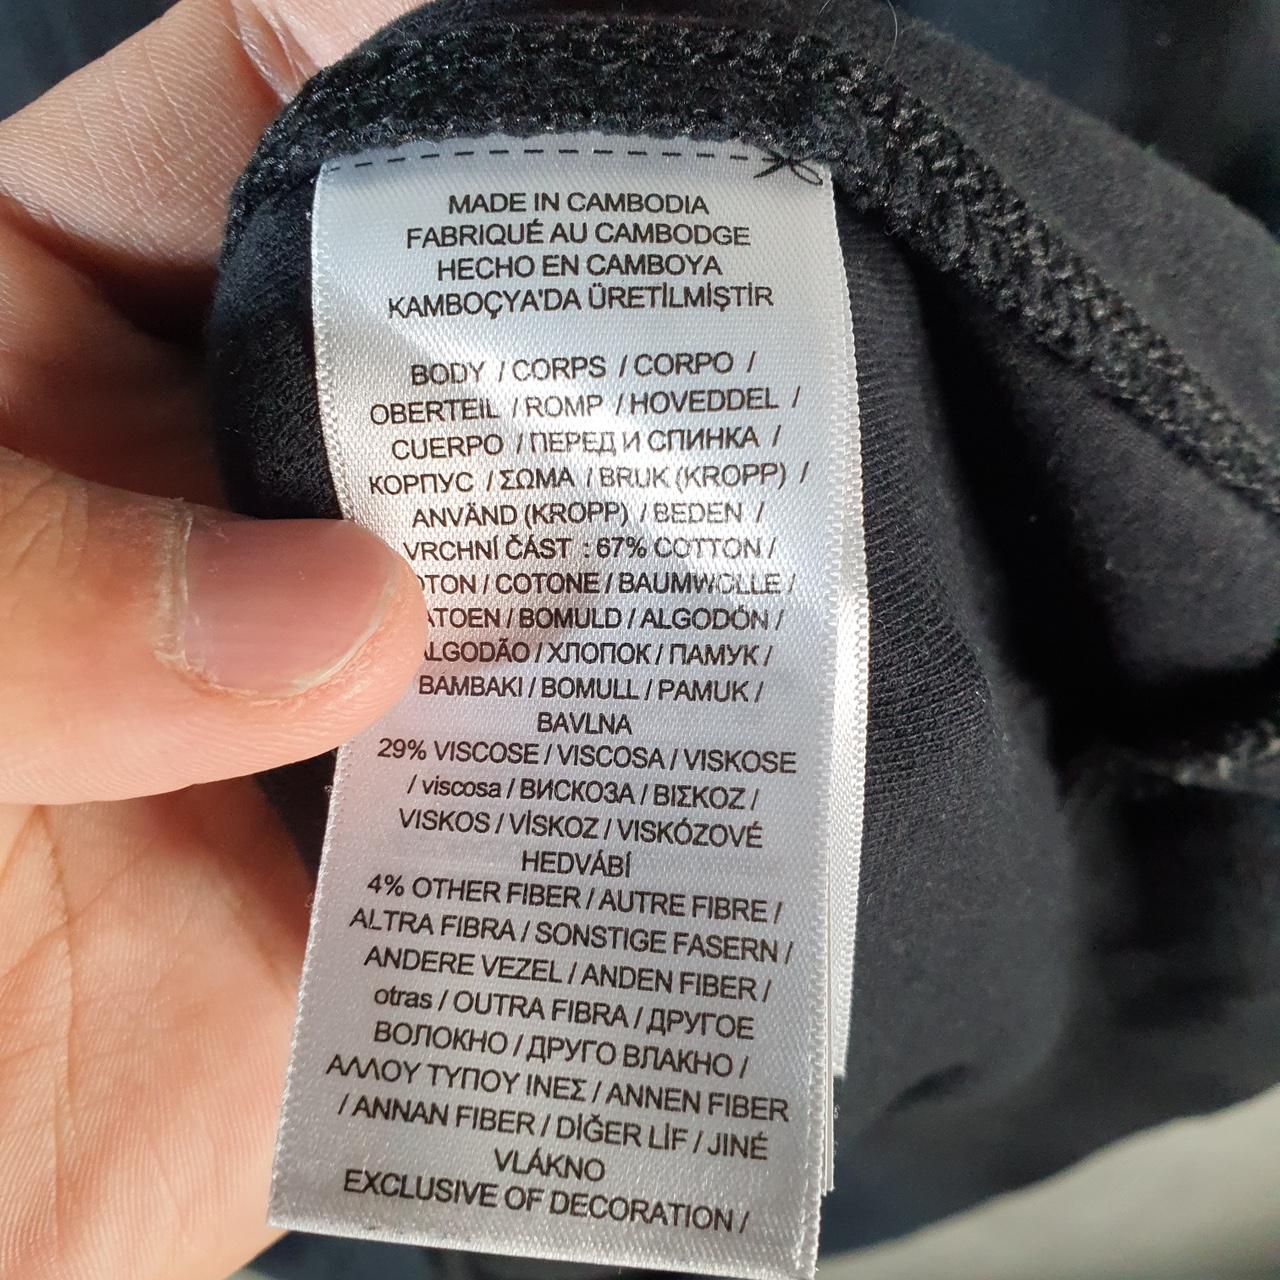 MADE IN CAMBODIA
FABRIQUÉ AU CAMBODGE
HECHO EN CAMBOYA
KAMBOÇYA'DA ÜRETİLMİŞTİR
BODY / CORPS / CORPO /
OBERTEIL / ROMP / HOVEDDEL /
CUERPO / ПЕРЕД И СПИНКА /
КОРПУС / ΣΩΜΑ / BRUK (KROPP) /
ANVÄND (KROPP) / BEDEN /
VRCHNÍ ČÁST : 67% COTTON /
OTON / COTONE / BAUMWOLLE /
ATOEN / BOMULD / ALGODÓN /
ALGODÃO / ХЛОПОК / ПАМУК /
BAMBAKI / BOMULL / PAMUK /
BAVLNA
29% VISCOSE / VISCOSA / VISKOSE
/ viscosa / ВИСКОЗА / ΒΙΣΚΟΖ /
VISKOS / VİSKOZ / VISKÓZOVÉ
HEDVÁBÍ
4% OTHER FIBER / AUTRE FIBRE /
ALTRA FIBRA / SONSTIGE FASERN /
ANDERE VEZEL / ANDEN FIBER /
otras / OUTRA FIBRA / ДРУГОЕ
ВОЛОКНО / ДРУГО ВЛАКНО /
ΑΛΛΟΥ ΤΥΠΟΥ ΙΝΕΣ / ANNEN FIBER
/ ANNAN FIBER / DİĞER LİF / JINÉ
VLÁKNO
EXCLUSIVE OF DECORATION /